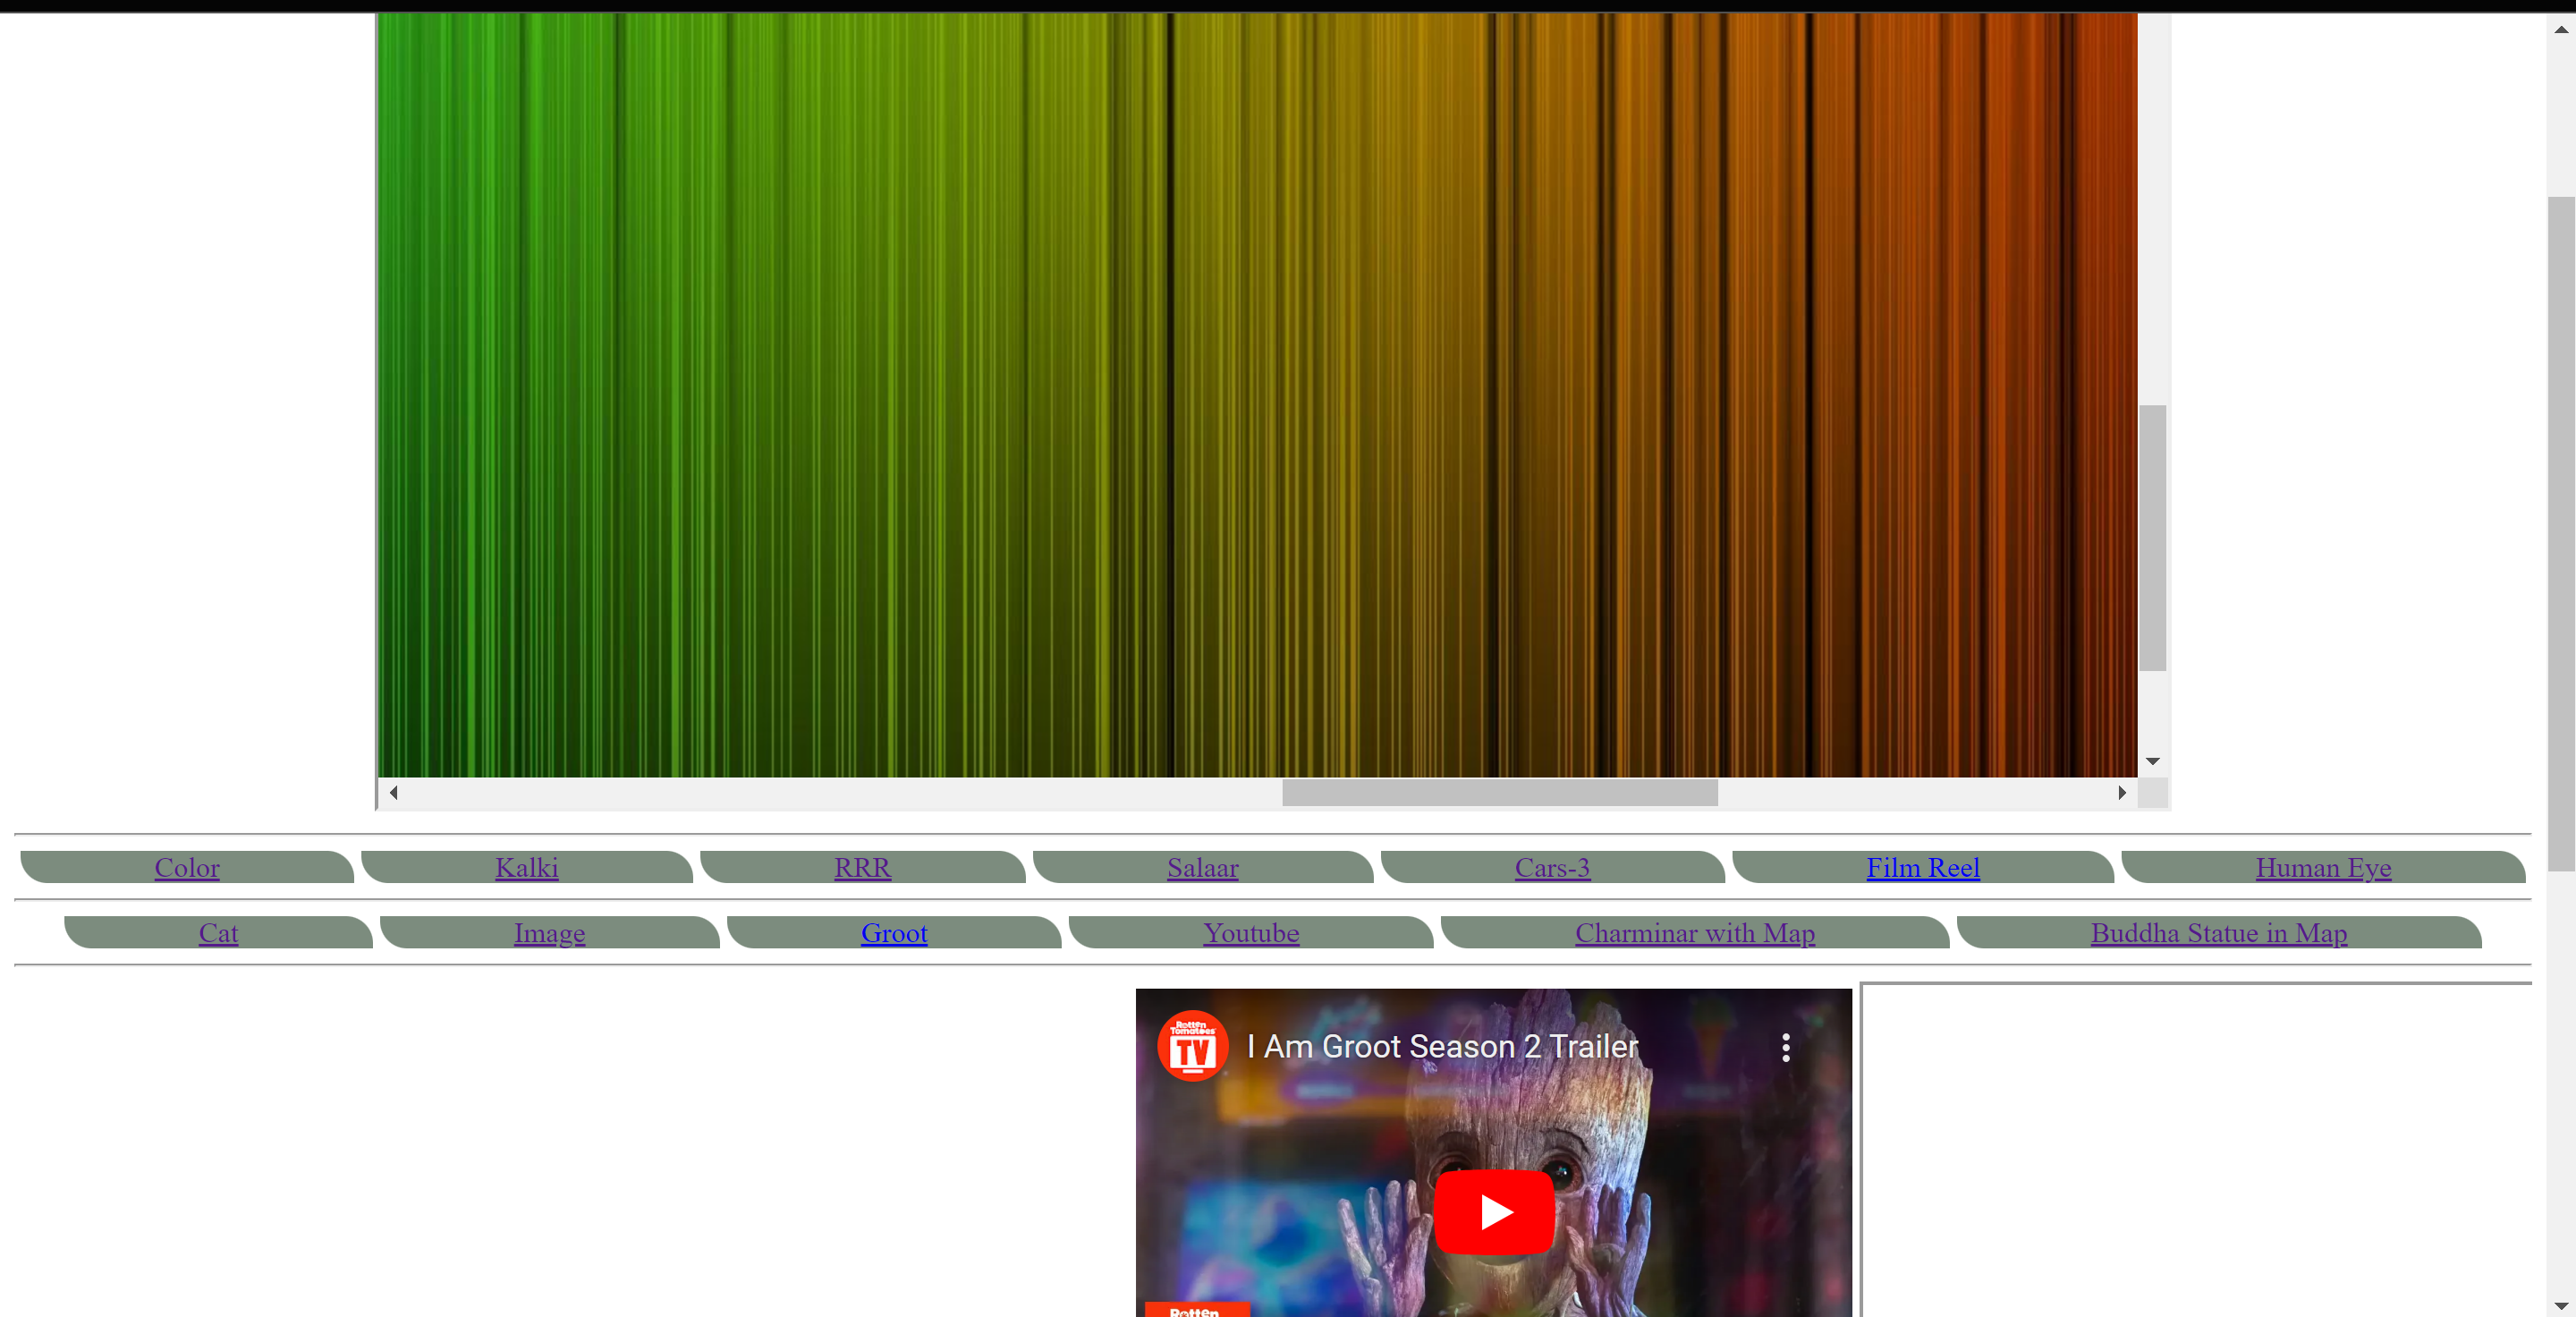 Color Kalki RRR Salaar Cars-3 Film Reel Human Eye
Cat Image Groot Youtube Charminar with Map Buddha Statue in Map
Rotten
Tomatoes
TV
I Am Groot Season 2 Trailer
Rotten